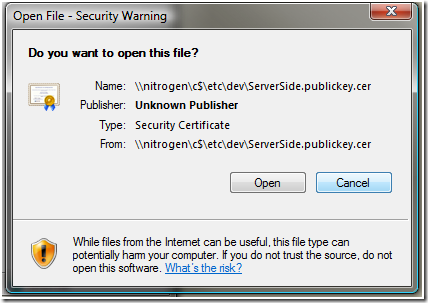 Open File - Security Warning
Do you want to open this file?
Name: \\nitrogen\c$\etc\dev\ServerSide.publickey.cer
Publisher: Unknown Publisher
Type: Security Certificate
From: \\nitrogen\c$\etc\dev\ServerSide.publickey.cer
Open Cancel
While files from the Internet can be useful, this file type can
potentially harm your computer. If you do not trust the source, do not
open this software. What's the risk?